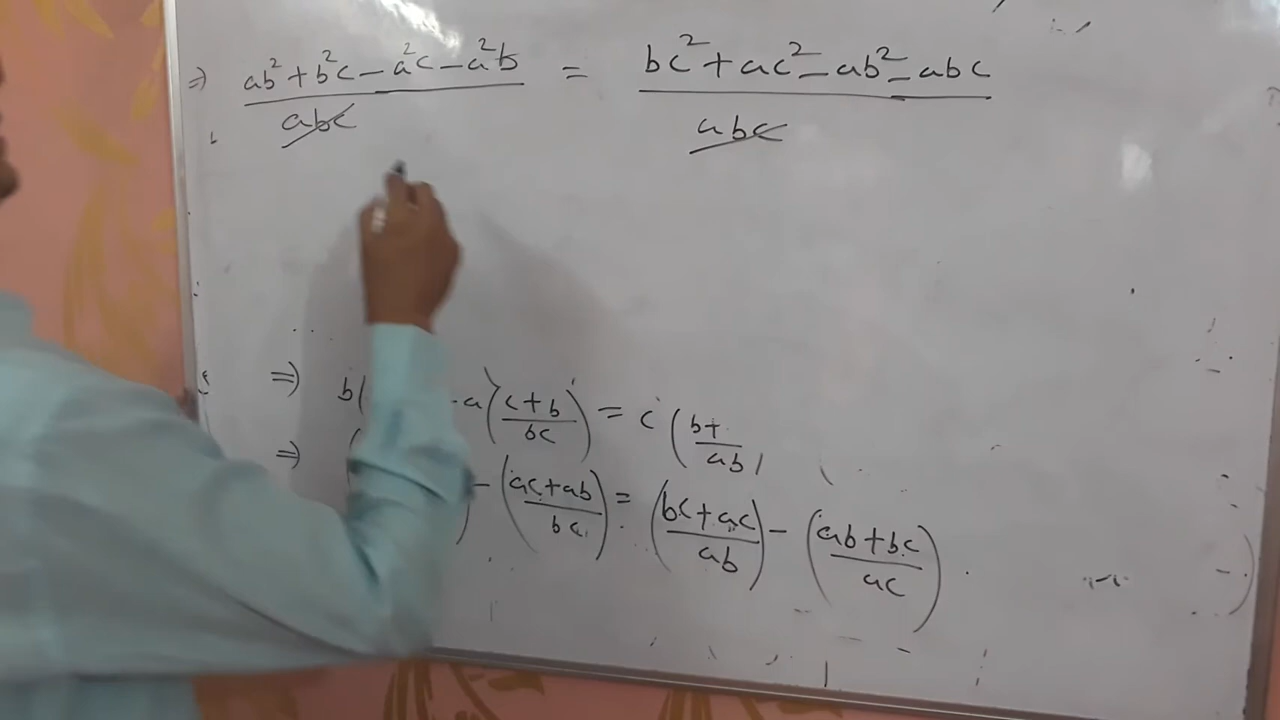 ⇒ (ab² + b²c − a²c − a²b)/abc = (bc² + ac² − ab² − abc)/abc
⇒ b( − a((c+b)/bc) = c((b+ /ab)
⇒ ( ) − ((ac+ab)/bc) = ((bc+ac)/ab) − ((ab+bc)/ac)